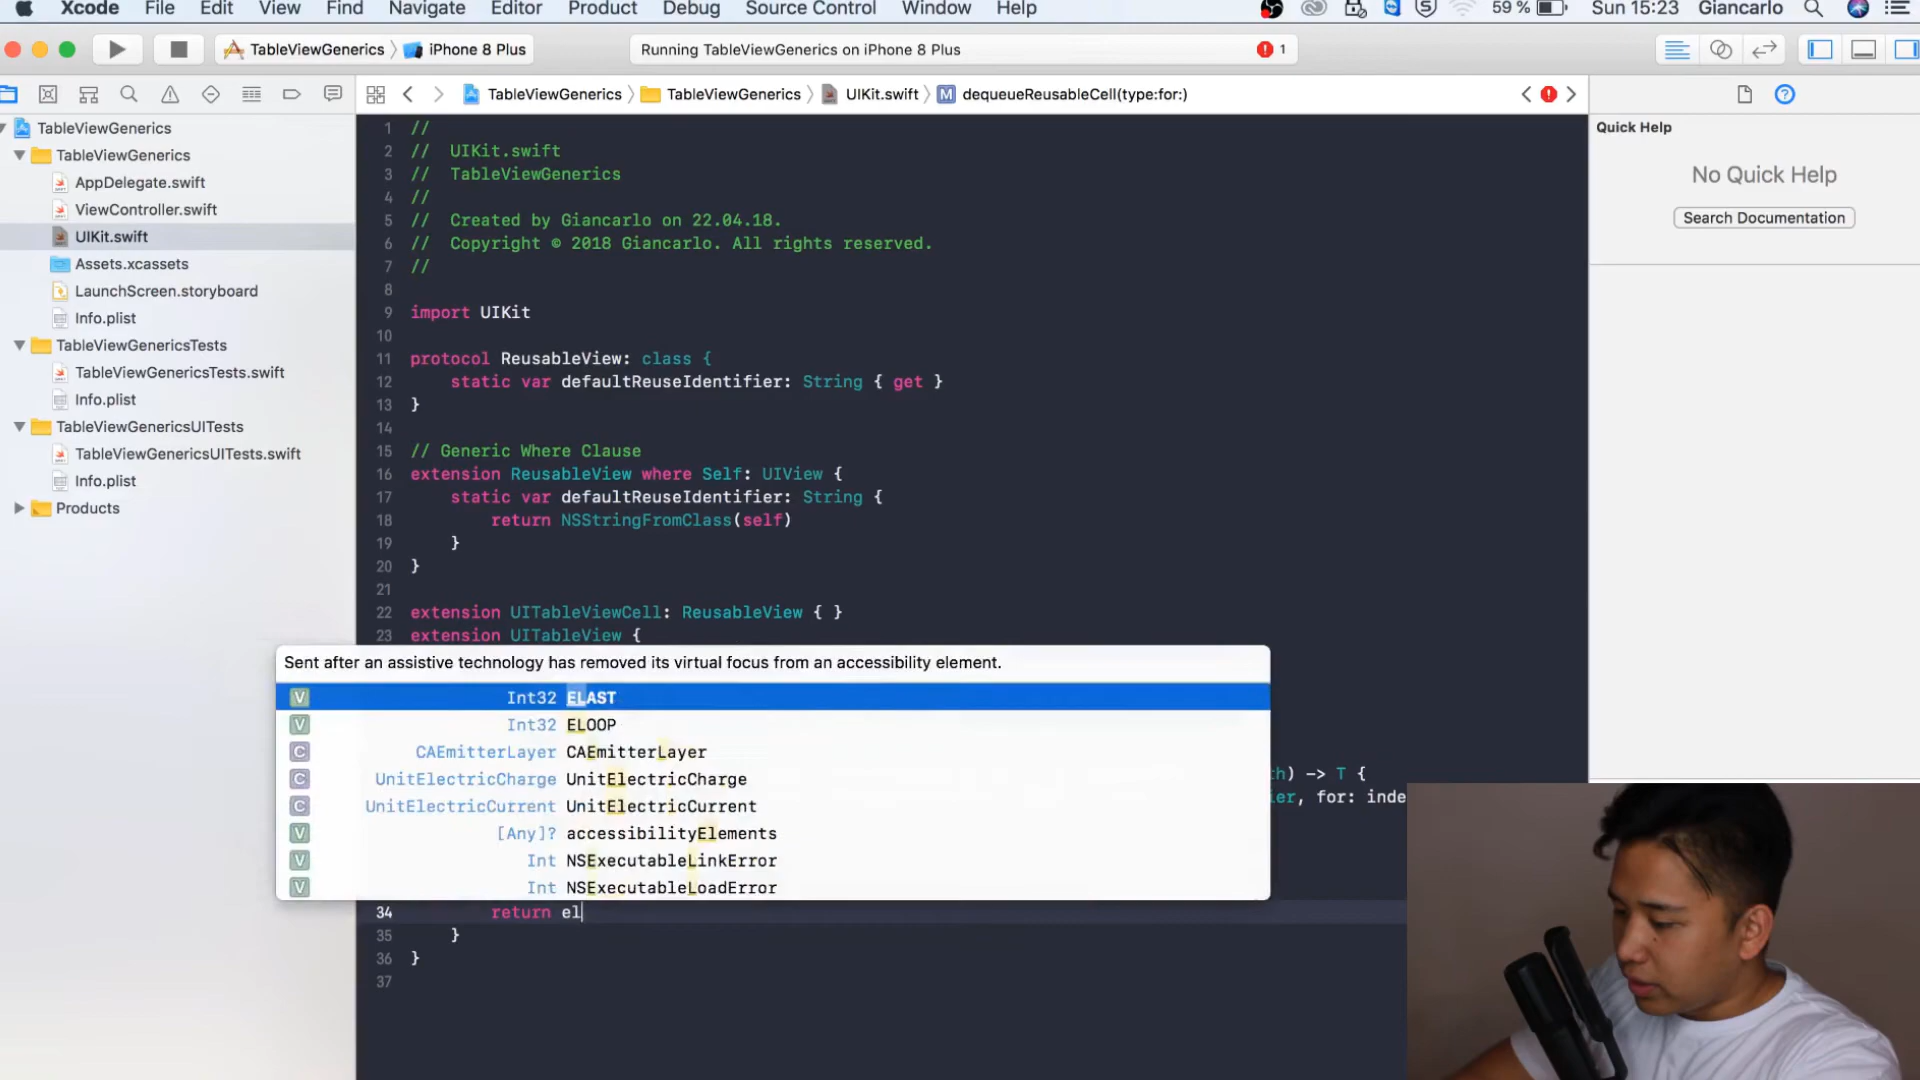 Xcode File Edit View Find Navigate Editor Product Debug Source Control Window Help 59 % Sun 15:23 Giancarlo
TableViewGenerics iPhone 8 Plus Running TableViewGenerics on iPhone 8 Plus 1
TableViewGenerics TableViewGenerics UIKit.swift M dequeueReusableCell(type:for:)
TableViewGenerics
TableViewGenerics
AppDelegate.swift
ViewController.swift
UIKit.swift
Assets.xcassets
LaunchScreen.storyboard
Info.plist
TableViewGenericsTests
TableViewGenericsTests.swift
Info.plist
TableViewGenericsUITests
TableViewGenericsUITests.swift
Info.plist
Products
1 //
2 // UIKit.swift
3 // TableViewGenerics
4 //
5 // Created by Giancarlo on 22.04.18.
6 // Copyright © 2018 Giancarlo. All rights reserved.
7 //
8
9 import UIKit
10
11 protocol ReusableView: class {
12 static var defaultReuseIdentifier: String { get }
13 }
14
15 // Generic Where Clause
16 extension ReusableView where Self: UIView {
17 static var defaultReuseIdentifier: String {
18 return NSStringFromClass(self)
19 }
20 }
21
22 extension UITableViewCell: ReusableView { }
23 extension UITableView {
Sent after an assistive technology has removed its virtual focus from an accessibility element.
V Int32 ELAST
V Int32 ELOOP
C CAEmitterLayer CAEmitterLayer
C UnitElectricCharge UnitElectricCharge
C UnitElectricCurrent UnitElectricCurrent
V [Any]? accessibilityElements
V Int NSExecutableLinkError
V Int NSExecutableLoadError
th) -> T {
ier, for: inde
34 return el
35 }
36 }
37
Quick Help
No Quick Help
Search Documentation